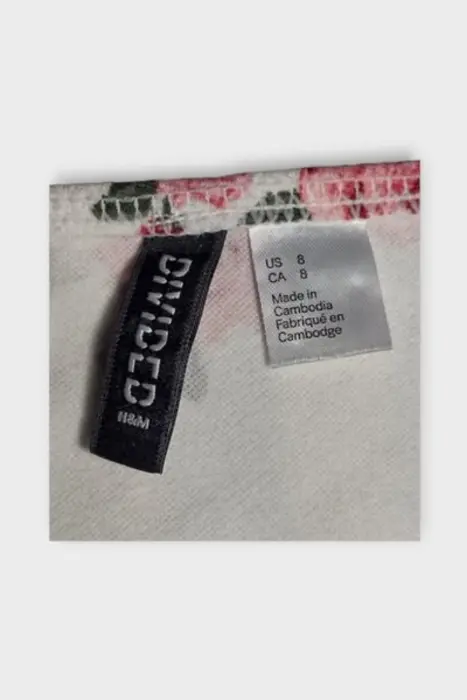 DIVIDED
H&M
US 8
CA 8
Made in
Cambodia
Fabriqué en
Cambodge